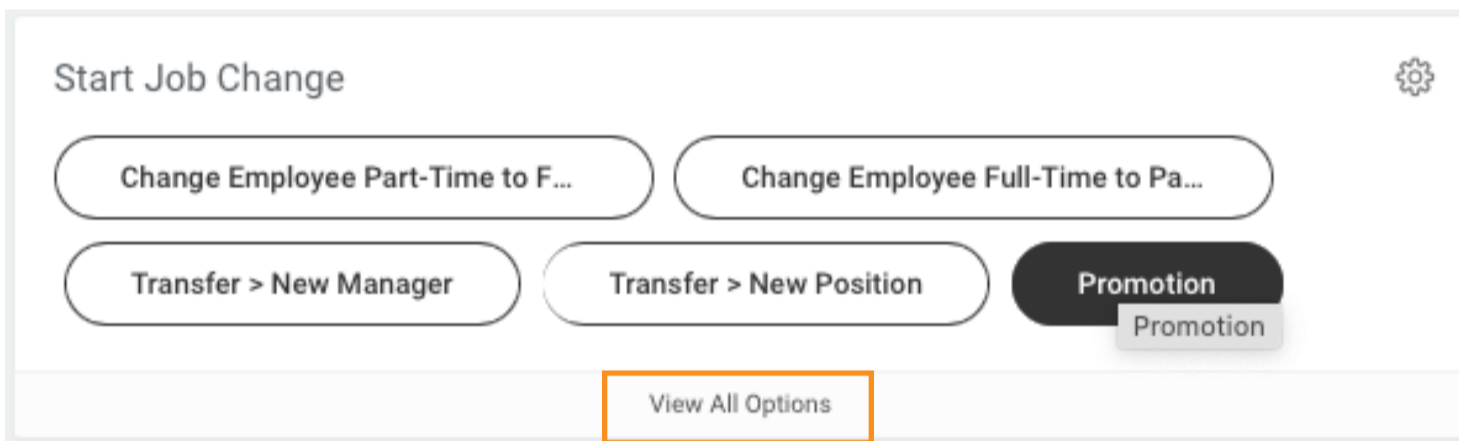 Start Job Change
Change Employee Part-Time to F...
Change Employee Full-Time to Pa...
Transfer > New Manager
Transfer > New Position
Promotion
Promotion
View All Options